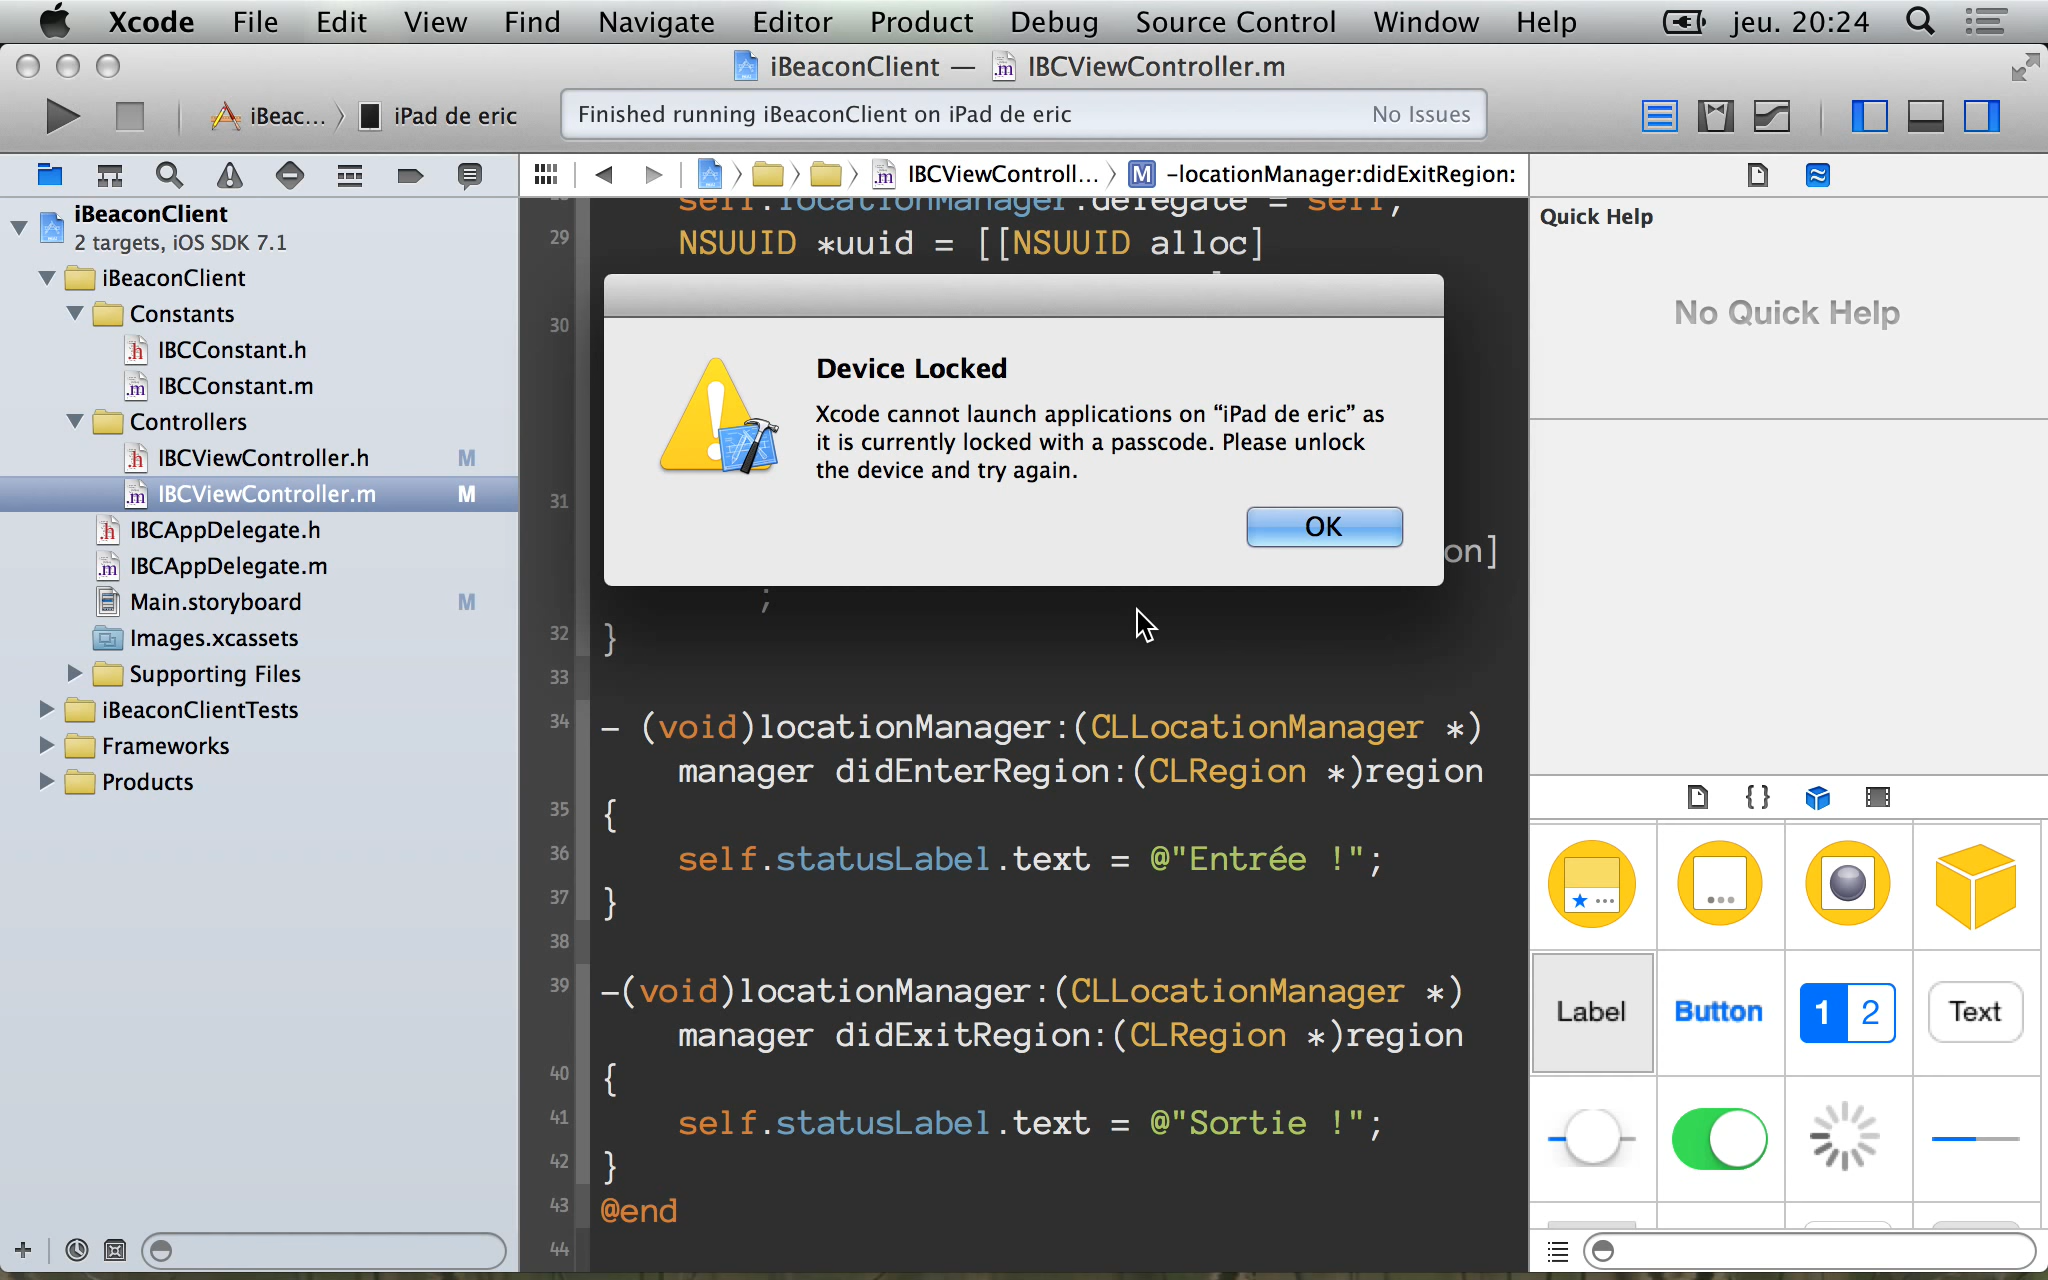 Xcode File Edit View Find Navigate Editor Product Debug Source Control Window Help jeu. 20:24
iBeaconClient — IBCViewController.m
iBeac... iPad de eric
Finished running iBeaconClient on iPad de eric No Issues
IBCViewControll... M -locationManager:didExitRegion:
iBeaconClient
2 targets, iOS SDK 7.1
iBeaconClient
Constants
IBCConstant.h
IBCConstant.m
Controllers
IBCViewController.h M
IBCViewController.m M
IBCAppDelegate.h
IBCAppDelegate.m
Main.storyboard M
Images.xcassets
Supporting Files
iBeaconClientTests
Frameworks
Products
self.locationManager.delegate = self;
29 NSUUID *uuid = [[NSUUID alloc]
30
31
on]
;
32 }
33
34 - (void)locationManager:(CLLocationManager *)
manager didEnterRegion:(CLRegion *)region
35 {
36 self.statusLabel.text = @"Entrée !";
37 }
38
39 -(void)locationManager:(CLLocationManager *)
manager didExitRegion:(CLRegion *)region
40 {
41 self.statusLabel.text = @"Sortie !";
42 }
43 @end
44
Device Locked
Xcode cannot launch applications on “iPad de eric” as
it is currently locked with a passcode. Please unlock
the device and try again.
OK
Quick Help
No Quick Help
{ }
Label Button 1 2 Text